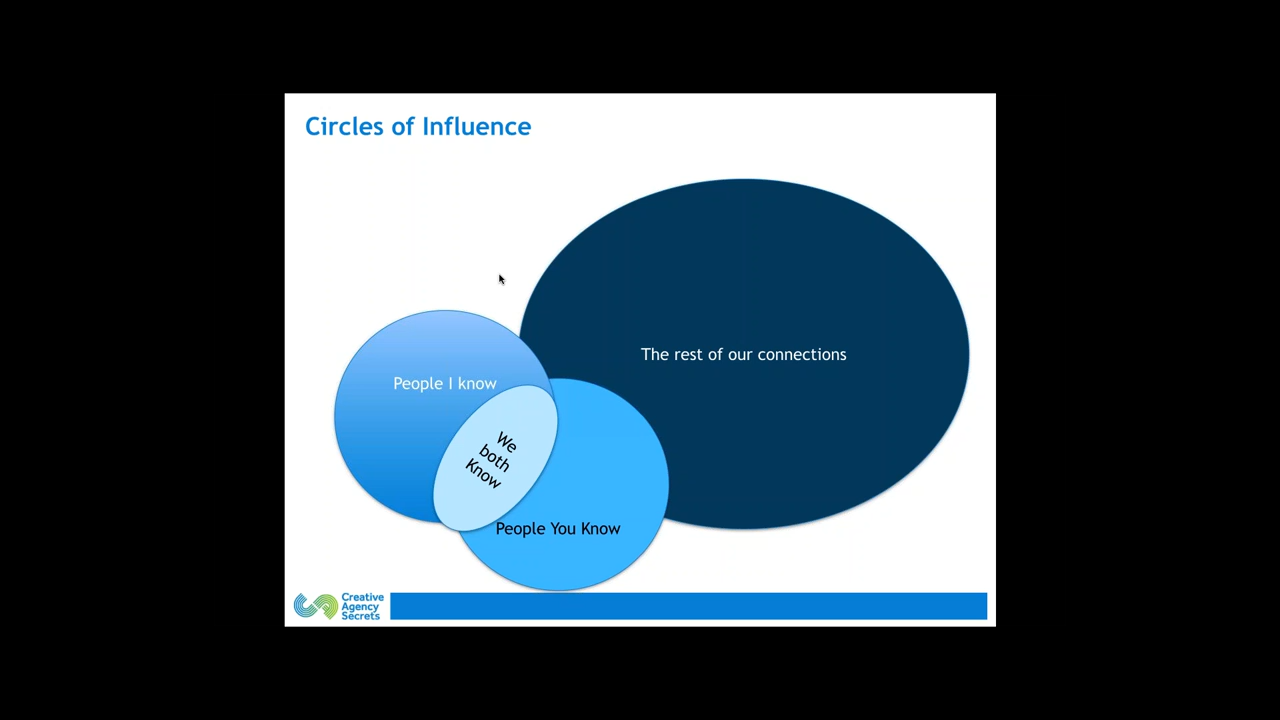 Circles of Influence
The rest of our connections
People I know
We
both
Know
People You Know
Creative
Agency
Secrets